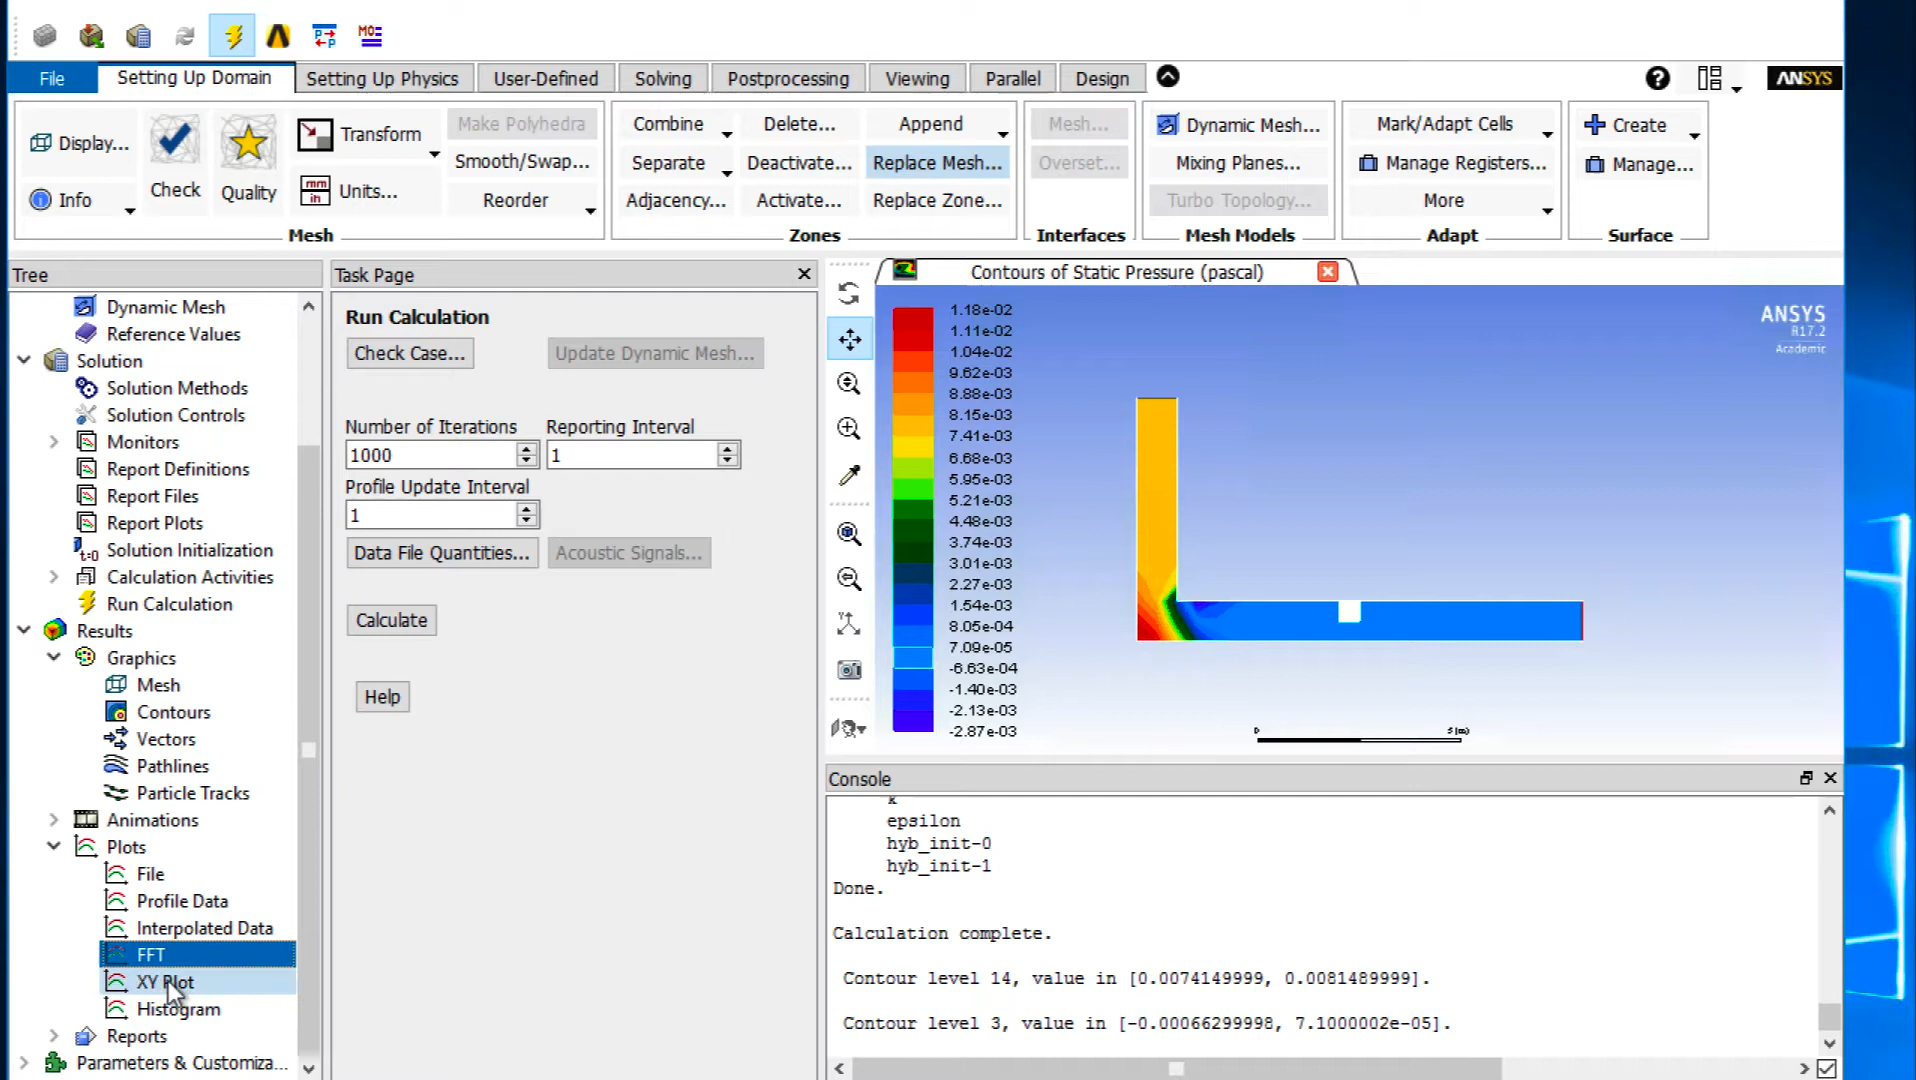 MO
File
Setting Up Domain
Setting Up Physics
User-Defined
Solving
Postprocessing
Viewing
Parallel
Design
?
ANSYS
Display...
Info
Check
Quality
Transform
mm
in
Units...
Make Polyhedra
Smooth/Swap...
Reorder
Mesh
Combine
Separate
Adjacency...
Delete...
Deactivate...
Activate...
Append
Replace Mesh...
Replace Zone...
Zones
Mesh...
Overset...
Interfaces
Dynamic Mesh...
Mixing Planes...
Turbo Topology...
Mesh Models
Mark/Adapt Cells
Manage Registers...
More
Adapt
Create
Manage...
Surface
Tree
Dynamic Mesh
Reference Values
Solution
Solution Methods
Solution Controls
Monitors
Report Definitions
Report Files
Report Plots
t=0 Solution Initialization
Calculation Activities
Run Calculation
Results
Graphics
Mesh
Contours
Vectors
Pathlines
Particle Tracks
Animations
Plots
File
Profile Data
Interpolated Data
FFT
XY Plot
Histogram
Reports
Parameters & Customiza...
Task Page
Run Calculation
Check Case...
Update Dynamic Mesh...
Number of Iterations
Reporting Interval
1000
1
Profile Update Interval
1
Data File Quantities...
Acoustic Signals...
Calculate
Help
Contours of Static Pressure (pascal)
1.18e-02
1.11e-02
1.04e-02
9.62e-03
8.88e-03
8.15e-03
7.41e-03
6.68e-03
5.95e-03
5.21e-03
4.48e-03
3.74e-03
3.01e-03
2.27e-03
1.54e-03
8.05e-04
7.09e-05
-6.63e-04
-1.40e-03
-2.13e-03
-2.87e-03
ANSYS
R17.2
Academic
0
5 (m)
Console
k
epsilon
hyb_init-0
hyb_init-1
Done.
Calculation complete.
Contour level 14, value in [0.0074149999, 0.0081489999].
Contour level 3, value in [-0.00066299998, 7.1000002e-05].